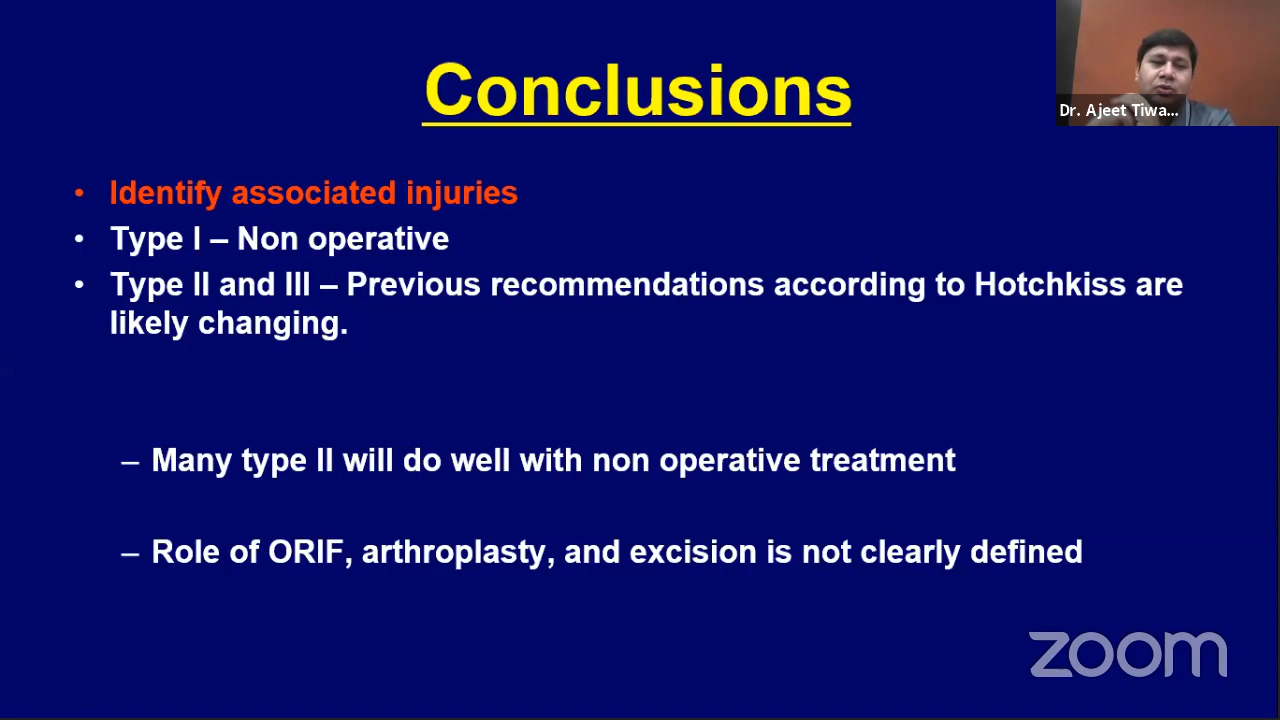 Conclusions
Dr. Ajeet Tiwa...
• Identify associated injuries
• Type I – Non operative
• Type II and III – Previous recommendations according to Hotchkiss are
likely changing.
– Many type II will do well with non operative treatment
– Role of ORIF, arthroplasty, and excision is not clearly defined
zoom